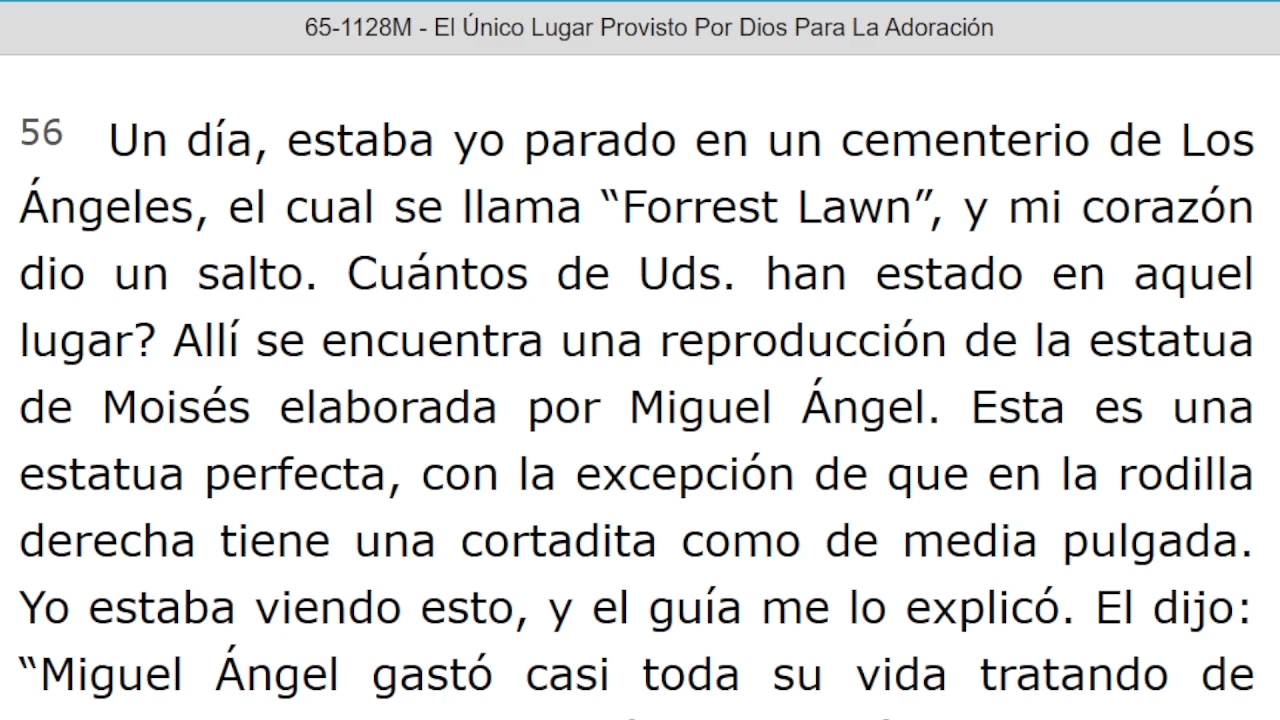 65-1128M - El Único Lugar Provisto Por Dios Para La Adoración
56 Un día, estaba yo parado en un cementerio de Los
Ángeles, el cual se llama “Forrest Lawn”, y mi corazón
dio un salto. Cuántos de Uds. han estado en aquel
lugar? Allí se encuentra una reproducción de la estatua
de Moisés elaborada por Miguel Ángel. Esta es una
estatua perfecta, con la excepción de que en la rodilla
derecha tiene una cortadita como de media pulgada.
Yo estaba viendo esto, y el guía me lo explicó. El dijo:
“Miguel Ángel gastó casi toda su vida tratando de